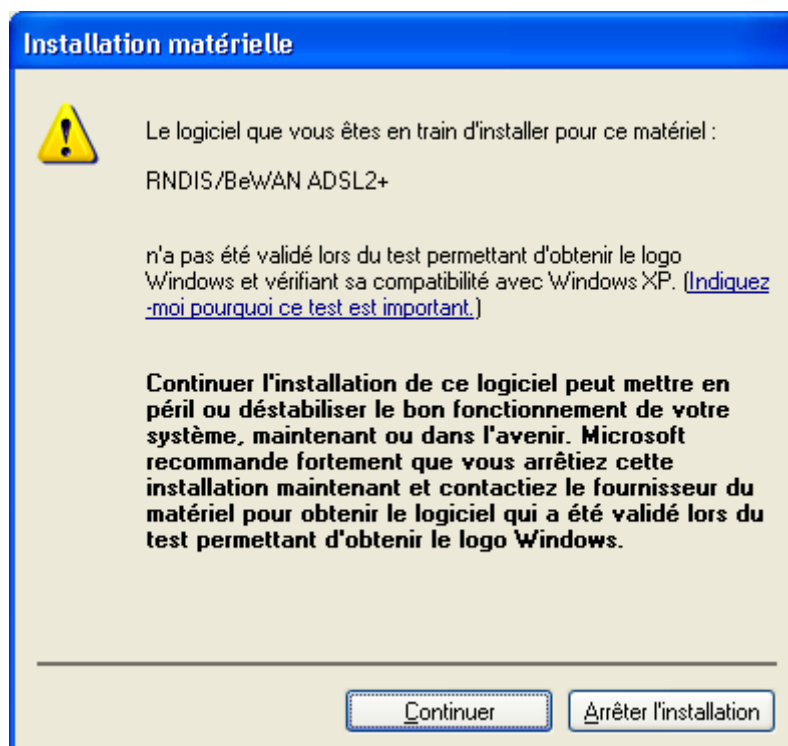 Installation matérielle
Le logiciel que vous êtes en train d'installer pour ce matériel :
RNDIS/BeWAN ADSL2+
n'a pas été validé lors du test permettant d'obtenir le logo
Windows et vérifiant sa compatibilité avec Windows XP. (Indiquez
-moi pourquoi ce test est important.)
Continuer l'installation de ce logiciel peut mettre en
péril ou déstabiliser le bon fonctionnement de votre
système, maintenant ou dans l'avenir. Microsoft
recommande fortement que vous arrêtiez cette
installation maintenant et contactiez le fournisseur du
matériel pour obtenir le logiciel qui a été validé lors du
test permettant d'obtenir le logo Windows.
Continuer
Arrêter l'installation